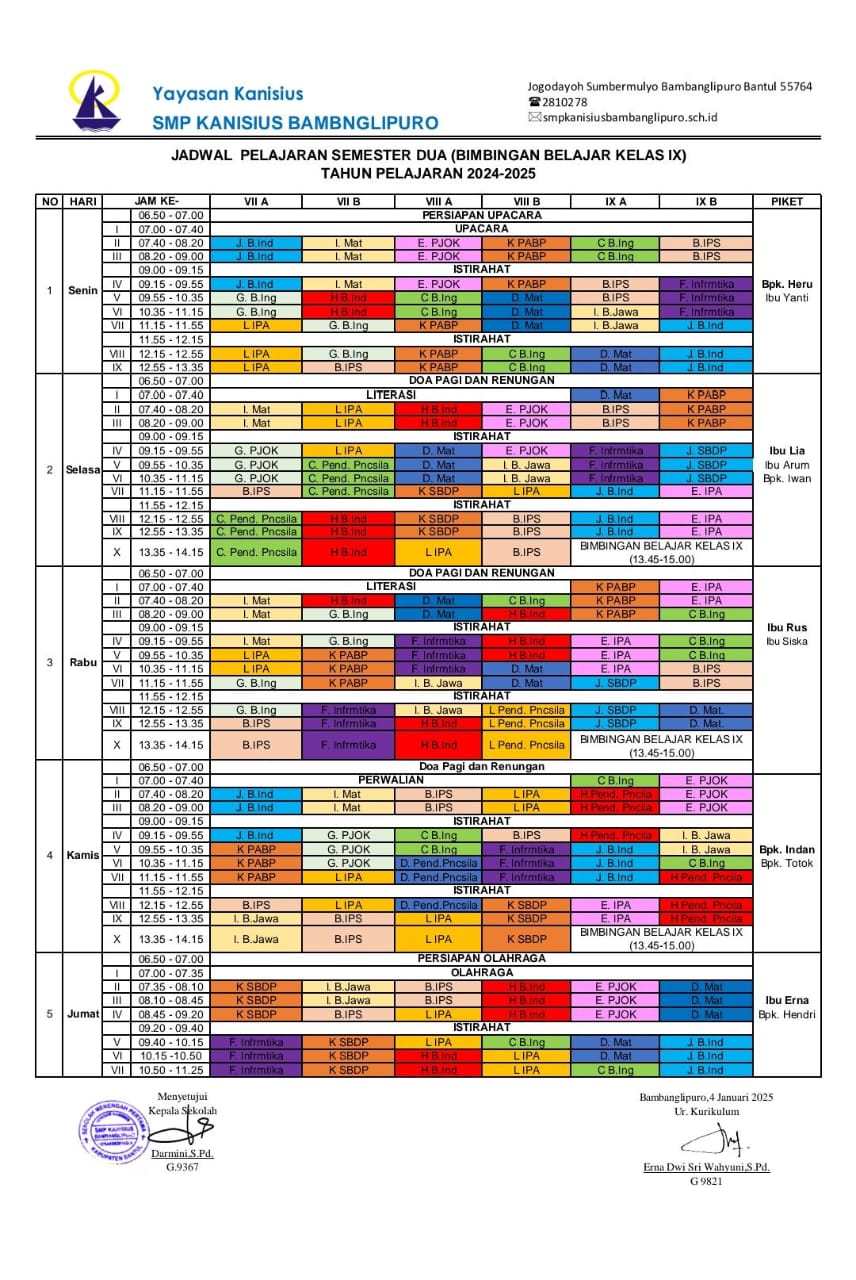 Yayasan Kanisius
SMP KANISIUS BAMBNGLIPURO
Jogodayoh Sumbermulyo Bambanglipuro Bantul 55764
☎2810278
✉smpkanisiusbambanglipuro.sch.id
JADWAL PELAJARAN SEMESTER DUA (BIMBINGAN BELAJAR KELAS IX)
TAHUN PELAJARAN 2024-2025
NO HARI JAM KE- VII A VII B VIII A VIII B IX A IX B PIKET
06.50 - 07.00 PERSIAPAN UPACARA
I 07.00 - 07.40 UPACARA
II 07.40 - 08.20 J. B.Ind I. Mat E. PJOK K PABP C B.Ing B.IPS
III 08.20 - 09.00 J. B.Ind I. Mat E. PJOK K PABP C B.Ing B.IPS
09.00 - 09.15 ISTIRAHAT
1 Senin IV 09.15 - 09.55 J. B.Ind I. Mat E. PJOK K PABP B.IPS F. Infrmtika Bpk. Heru
V 09.55 - 10.35 G. B.Ing H B.Ind C B.Ing D. Mat B.IPS F. Infrmtika Ibu Yanti
VI 10.35 - 11.15 G. B.Ing H B.Ind C B.Ing D. Mat I. B.Jawa F. Infrmtika
VII 11.15 - 11.55 L IPA G. B.Ing K PABP D. Mat I. B.Jawa J. B.Ind
11.55 - 12.15 ISTIRAHAT
VIII 12.15 - 12.55 L IPA G. B.Ing K PABP C B.Ing D. Mat J. B.Ind
IX 12.55 - 13.35 L IPA B.IPS K PABP C B.Ing D. Mat J. B.Ind
06.50 - 07.00 DOA PAGI DAN RENUNGAN
I 07.00 - 07.40 LITERASI D. Mat K PABP
II 07.40 - 08.20 I. Mat L IPA H B.Ind E. PJOK B.IPS K PABP
III 08.20 - 09.00 I. Mat L IPA H B.Ind E. PJOK B.IPS K PABP
09.00 - 09.15 ISTIRAHAT
IV 09.15 - 09.55 G. PJOK L IPA D. Mat E. PJOK F. Infrmtika J. SBDP Ibu Lia
2 Selasa V 09.55 - 10.35 G. PJOK C. Pend. Pncsila D. Mat I. B. Jawa F. Infrmtika J. SBDP Ibu Arum
VI 10.35 - 11.15 G. PJOK C. Pend. Pncsila D. Mat I. B. Jawa F. Infrmtika J. SBDP Bpk. Iwan
VII 11.15 - 11.55 B.IPS C. Pend. Pncsila K SBDP L IPA J. B.Ind E. IPA
11.55 - 12.15 ISTIRAHAT
VIII 12.15 - 12.55 C. Pend. Pncsila H B.Ind K SBDP B.IPS J. B.Ind E. IPA
IX 12.55 - 13.35 C. Pend. Pncsila H B.Ind K SBDP B.IPS J. B.Ind E. IPA
X 13.35 - 14.15 C. Pend. Pncsila H B.Ind L IPA B.IPS BIMBINGAN BELAJAR KELAS IX
(13.45-15.00)
06.50 - 07.00 DOA PAGI DAN RENUNGAN
I 07.00 - 07.40 LITERASI K PABP E. IPA
II 07.40 - 08.20 I. Mat H B.Ind D. Mat C B.Ing K PABP E. IPA
III 08.20 - 09.00 I. Mat G. B.Ing D. Mat H B.Ind K PABP C B.Ing
09.00 - 09.15 ISTIRAHAT Ibu Rus
IV 09.15 - 09.55 I. Mat G. B.Ing F. Infrmtika H B.Ind E. IPA C B.Ing Ibu Siska
V 09.55 - 10.35 L IPA K PABP F. Infrmtika H B.Ind E. IPA C B.Ing
3 Rabu VI 10.35 - 11.15 L IPA K PABP F. Infrmtika D. Mat E. IPA B.IPS
VII 11.15 - 11.55 G. B.Ing K PABP I. B. Jawa D. Mat J. SBDP B.IPS
11.55 - 12.15 ISTIRAHAT
VIII 12.15 - 12.55 G. B.Ing F. Infrmtika I. B. Jawa L Pend. Pncsila J. SBDP D. Mat.
IX 12.55 - 13.35 B.IPS F. Infrmtika H B.Ind L Pend. Pncsila J. SBDP D. Mat.
X 13.35 - 14.15 B.IPS F. Infrmtika H B.Ind L Pend. Pncsila BIMBINGAN BELAJAR KELAS IX
(13.45-15.00)
06.50 - 07.00 Doa Pagi dan Renungan
I 07.00 - 07.40 PERWALIAN C B.Ing E. PJOK
II 07.40 - 08.20 J. B.Ind I. Mat B.IPS L IPA H Pend. Pncila E. PJOK
III 08.20 - 09.00 J. B.Ind I. Mat B.IPS L IPA H Pend. Pncila E. PJOK
09.00 - 09.15 ISTIRAHAT
IV 09.15 - 09.55 J. B.Ind G. PJOK C B.Ing B.IPS H Pend. Pncila I. B. Jawa
4 Kamis V 09.55 - 10.35 K PABP G. PJOK C B.Ing F. Infrmtika J. B.Ind I. B. Jawa Bpk. Indan
VI 10.35 - 11.15 K PABP G. PJOK D. Pend.Pncsila F. Infrmtika J. B.Ind C B.Ing Bpk. Totok
VII 11.15 - 11.55 K PABP L IPA D. Pend.Pncsila F. Infrmtika J. B.Ind H Pend. Pncila
11.55 - 12.15 ISTIRAHAT
VIII 12.15 - 12.55 B.IPS L IPA D. Pend.Pncsila K SBDP E. IPA H Pend. Pncila
IX 12.55 - 13.35 I. B.Jawa B.IPS L IPA K SBDP E. IPA H Pend. Pncila
X 13.35 - 14.15 I. B.Jawa B.IPS L IPA K SBDP BIMBINGAN BELAJAR KELAS IX
(13.45-15.00)
06.50 - 07.00 PERSIAPAN OLAHRAGA
I 07.00 - 07.35 OLAHRAGA
II 07.35 - 08.10 K SBDP I. B.Jawa B.IPS H B.Ind E. PJOK D. Mat
III 08.10 - 08.45 K SBDP I. B.Jawa B.IPS H B.Ind E. PJOK D. Mat Ibu Erna
5 Jumat IV 08.45 - 09.20 K SBDP B.IPS L IPA H B.Ind E. PJOK D. Mat Bpk. Hendri
09.20 - 09.40 ISTIRAHAT
V 09.40 - 10.15 F. Infrmtika K SBDP L IPA C B.Ing D. Mat J. B.Ind
VI 10.15 -10.50 F. Infrmtika K SBDP H B.Ind L IPA D. Mat J. B.Ind
VII 10.50 - 11.25 F. Infrmtika K SBDP H B.Ind L IPA C B.Ing J. B.Ind
Menyetujui
Kepala Sekolah
SMP KANISIUS
Darmini,S.Pd.
G.9367
Bambanglipuro,4 Januari 2025
Ur. Kurikulum
Erna Dwi Sri Wahyuni,S.Pd.
G 9821